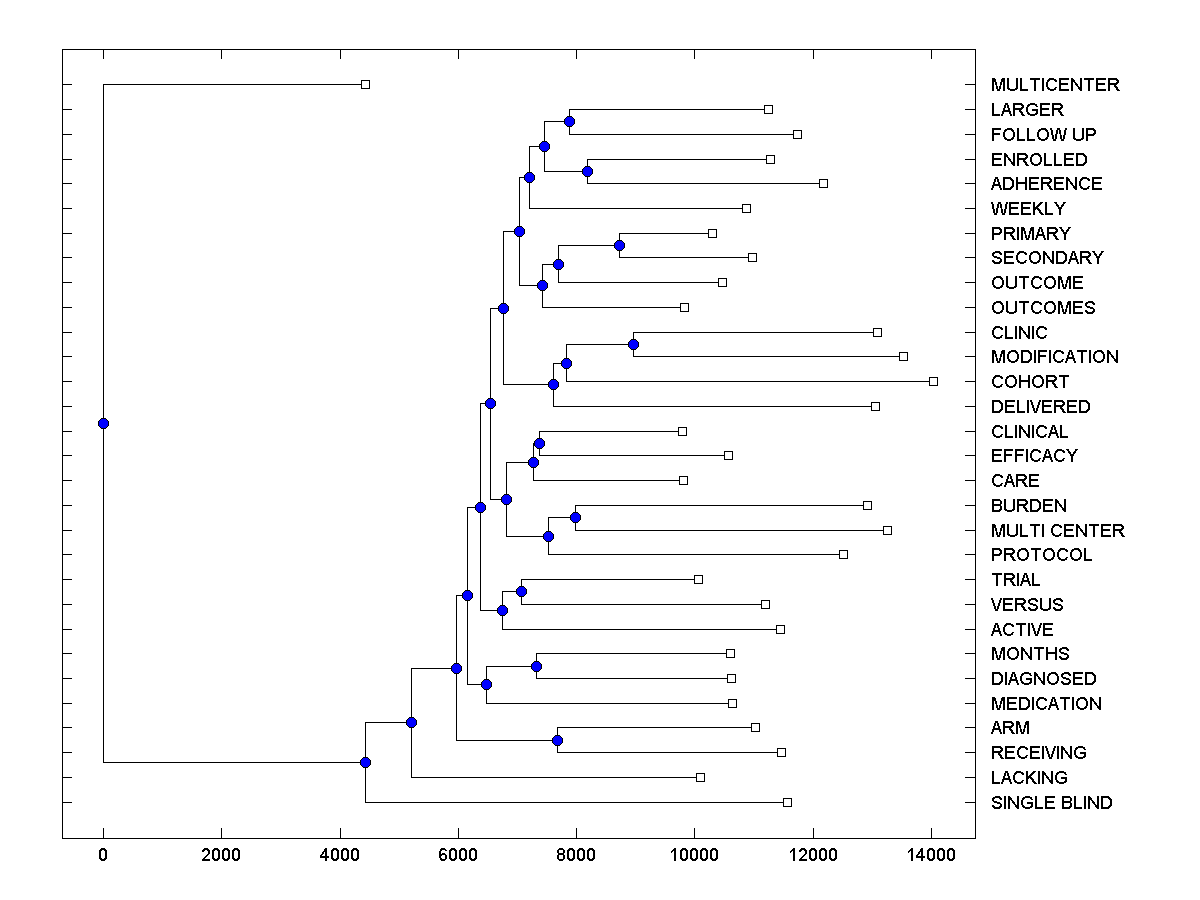 MULTICENTER
LARGER
FOLLOW UP
ENROLLED
ADHERENCE
WEEKLY
PRIMARY
SECONDARY
OUTCOME
OUTCOMES
CLINIC
MODIFICATION
COHORT
DELIVERED
CLINICAL
EFFICACY
CARE
BURDEN
MULTI CENTER
PROTOCOL
TRIAL
VERSUS
ACTIVE
MONTHS
DIAGNOSED
MEDICATION
ARM
RECEIVING
LACKING
SINGLE BLIND
0 2000 4000 6000 8000 10000 12000 14000